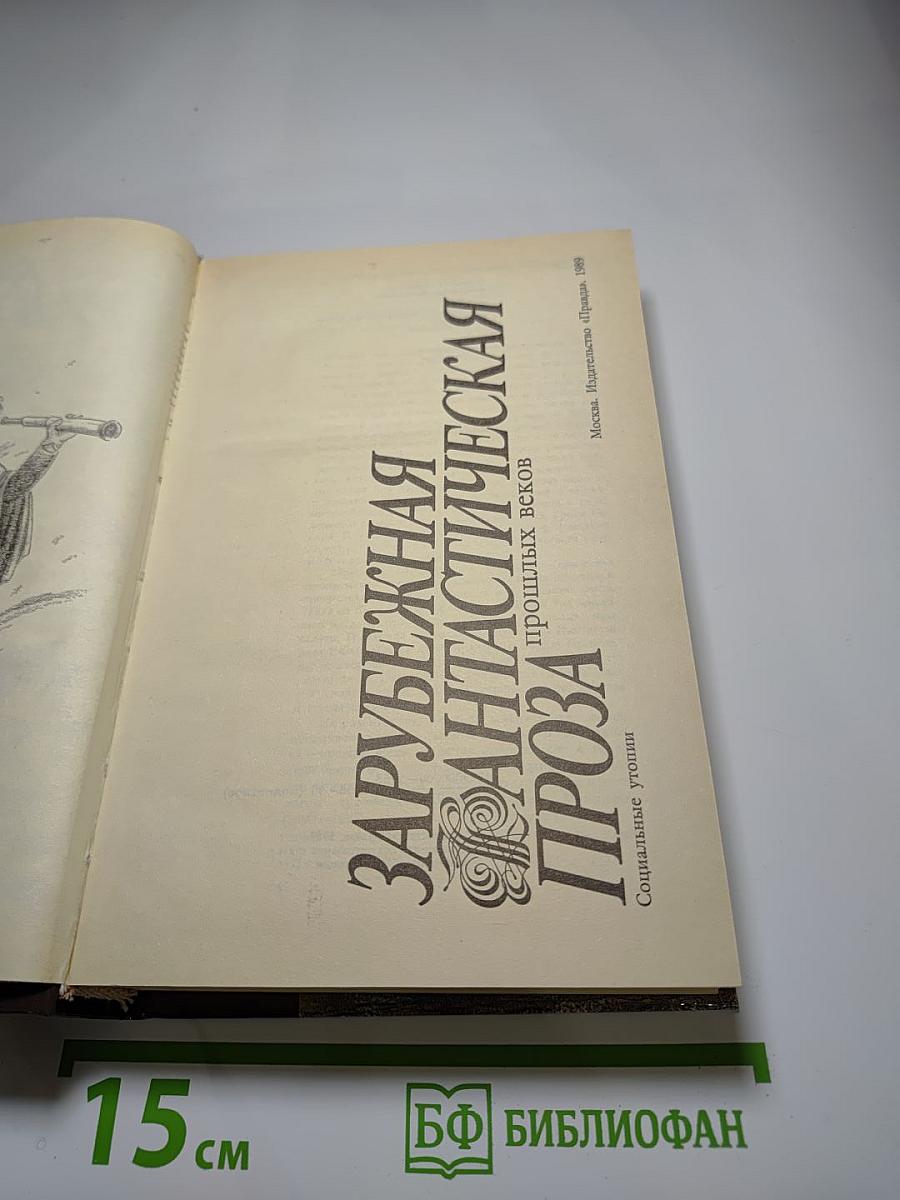 ЗАРУБЕЖНАЯ
ФАНТАСТИЧЕСКАЯ
ПРОЗА прошлых веков
Социальные утопии
Москва. Издательство «Правда». 1989
15 см
БФ БИБЛИОФАН